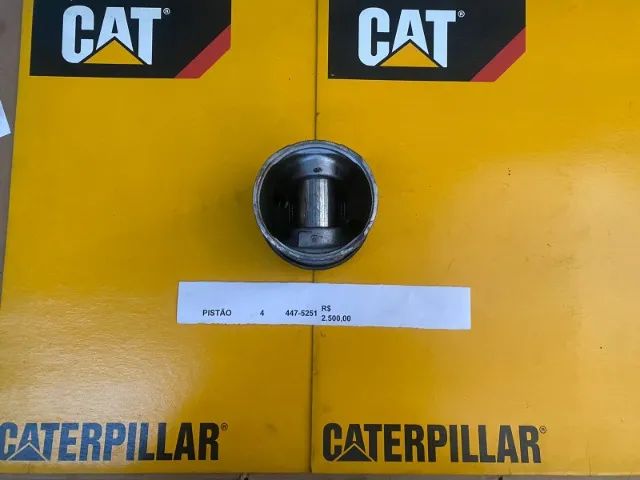 CAT CAT
PISTÃO 4 447-5251 R$
2.500,00
CATERPILLAR® CATERPILLAR®